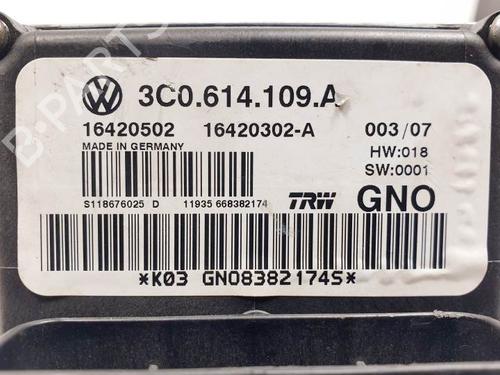 3C0.614.109.A
16420502 16420302-A 003/07
MADE IN GERMANY HW:018
SW:0001
S118676025 D 11935 668382174 TRW GNO
*K03 GNO8382174S*
B-PARTS